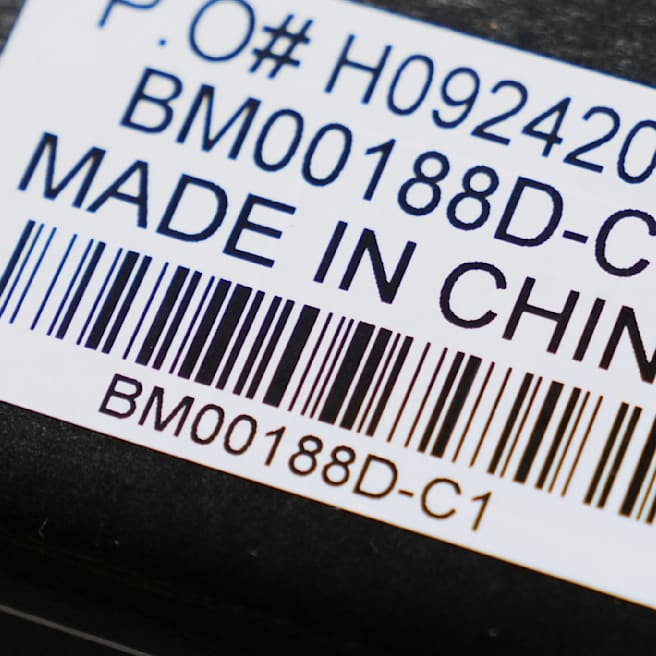 P.O# H092420
BM00188D-C
MADE IN CHIN
BM00188D-C1